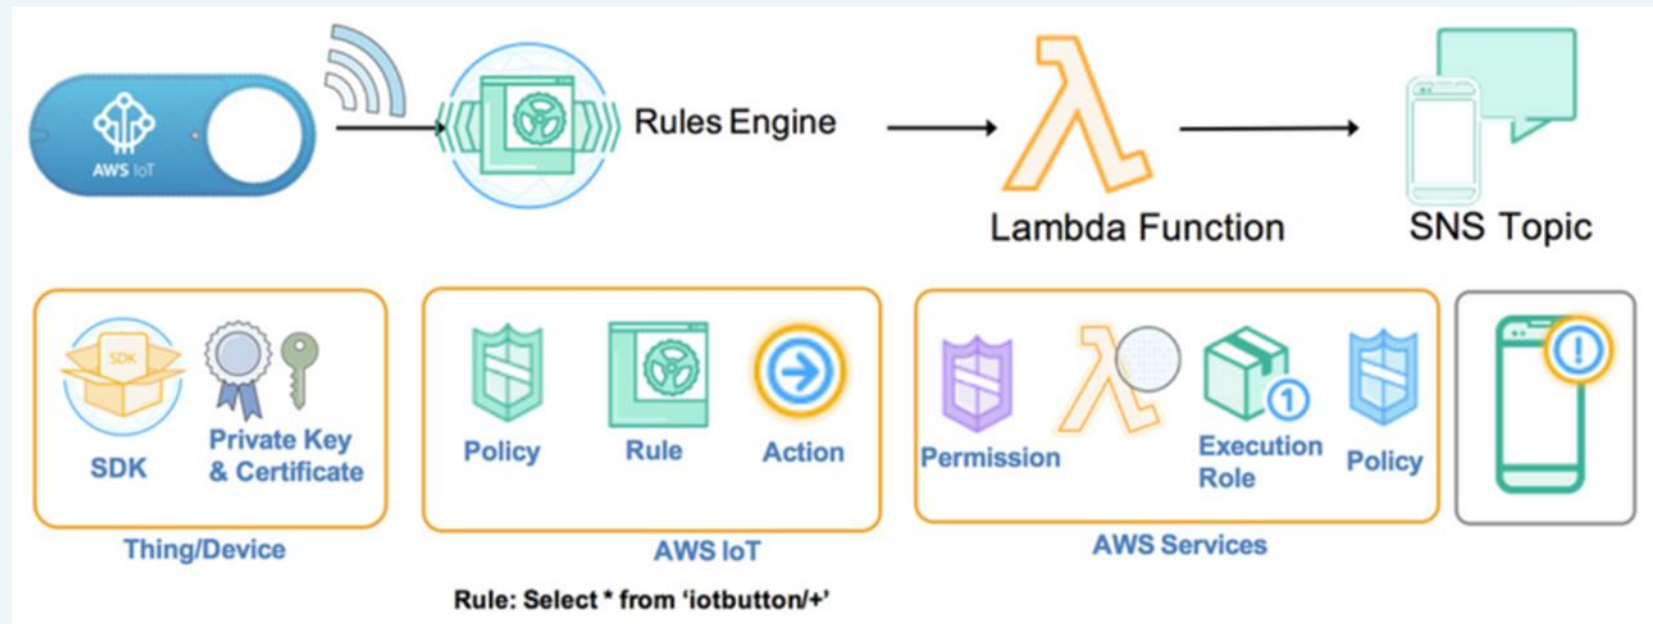 AWS IoT
Rules Engine
Lambda Function
SNS Topic
SDK
SDK
Private Key
& Certificate
Thing/Device
Policy
Rule
Action
AWS IoT
Rule: Select * from ‘iotbutton/+’
Permission
1
Execution
Role
Policy
AWS Services
!